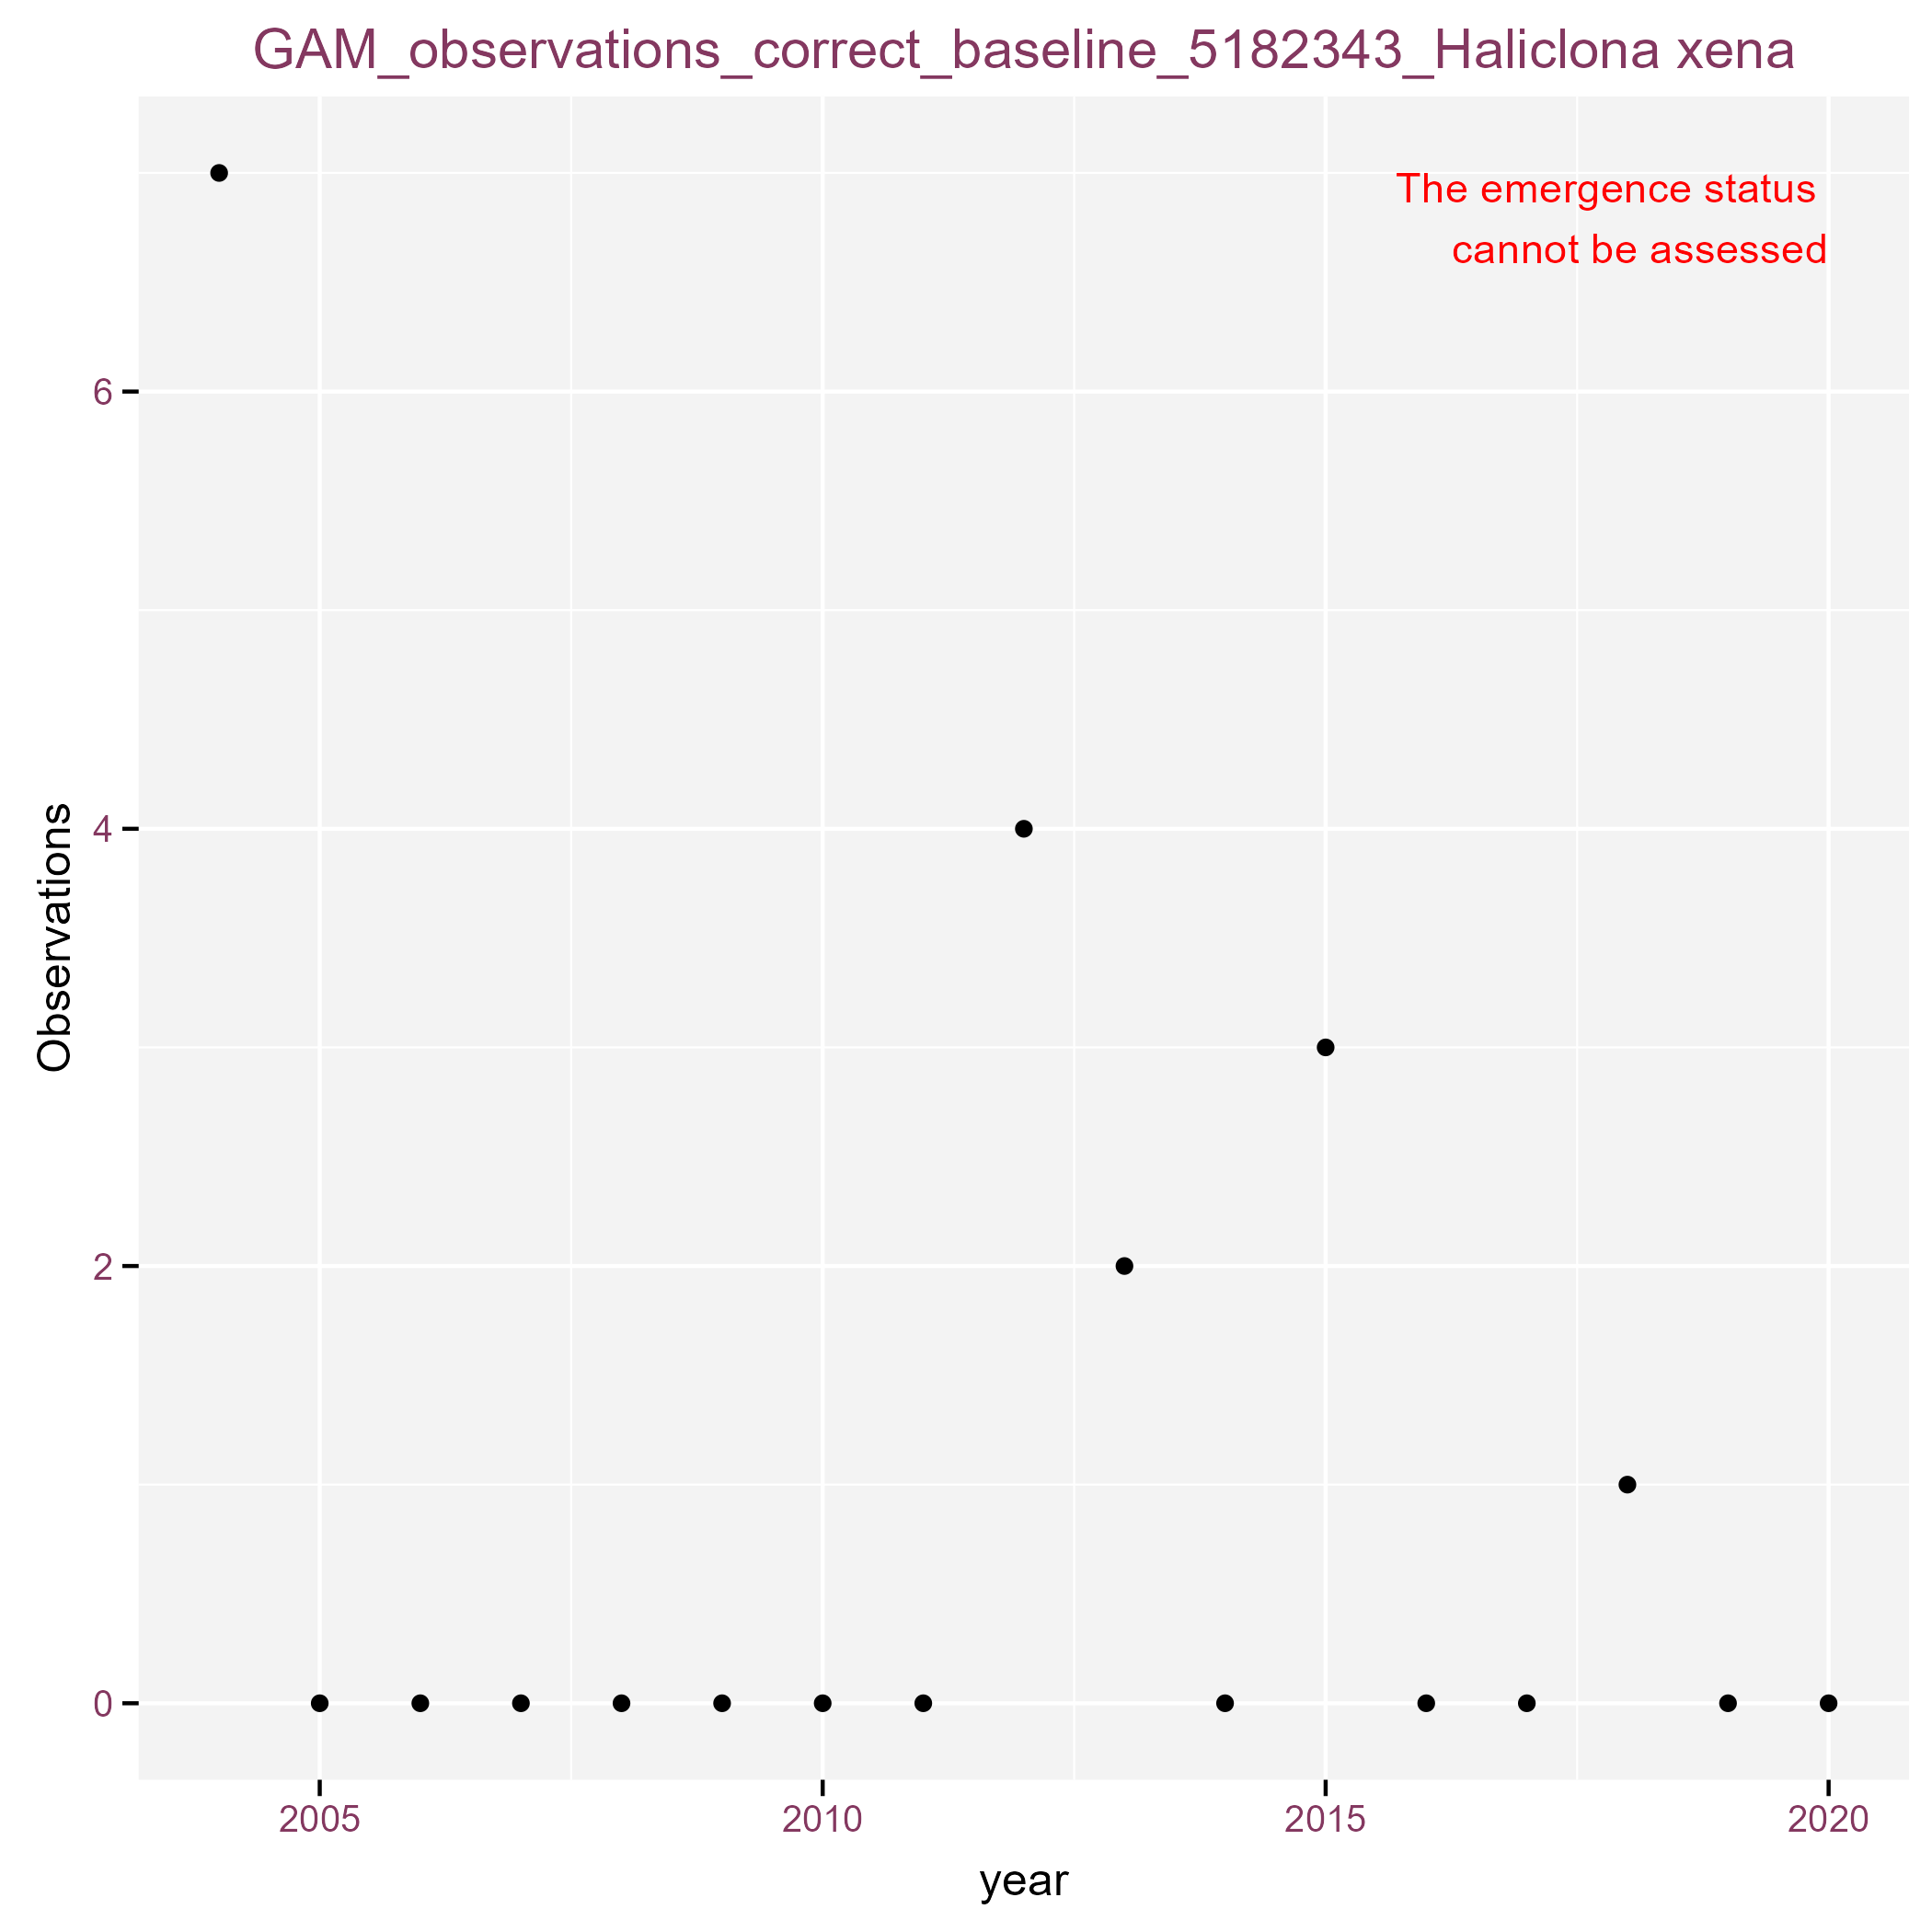 GAM_observations_correct_baseline_5182343_Haliclona xena
The emergence status
cannot be assessed
6
4
2
0
Observations
2005 2010 2015 2020
year